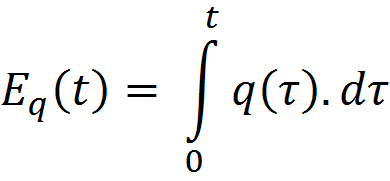 E_q(t) = ∫_0^t q(τ). dτ